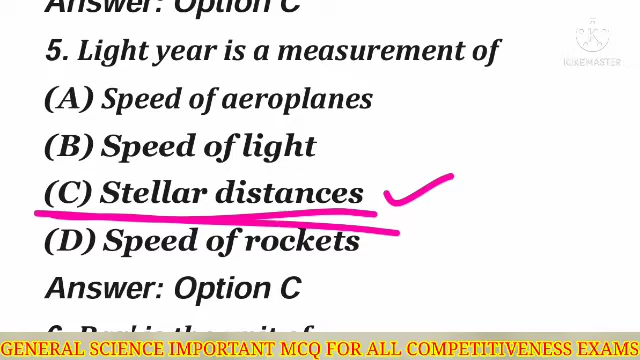 Answer: Option C
5. Light year is a measurement of
(A) Speed of aeroplanes
(B) Speed of light
(C) Stellar distances
(D) Speed of rockets
Answer: Option C
KINEMASTER
GENERAL SCIENCE IMPORTANT MCQ FOR ALL COMPETITIVENESS EXAMS